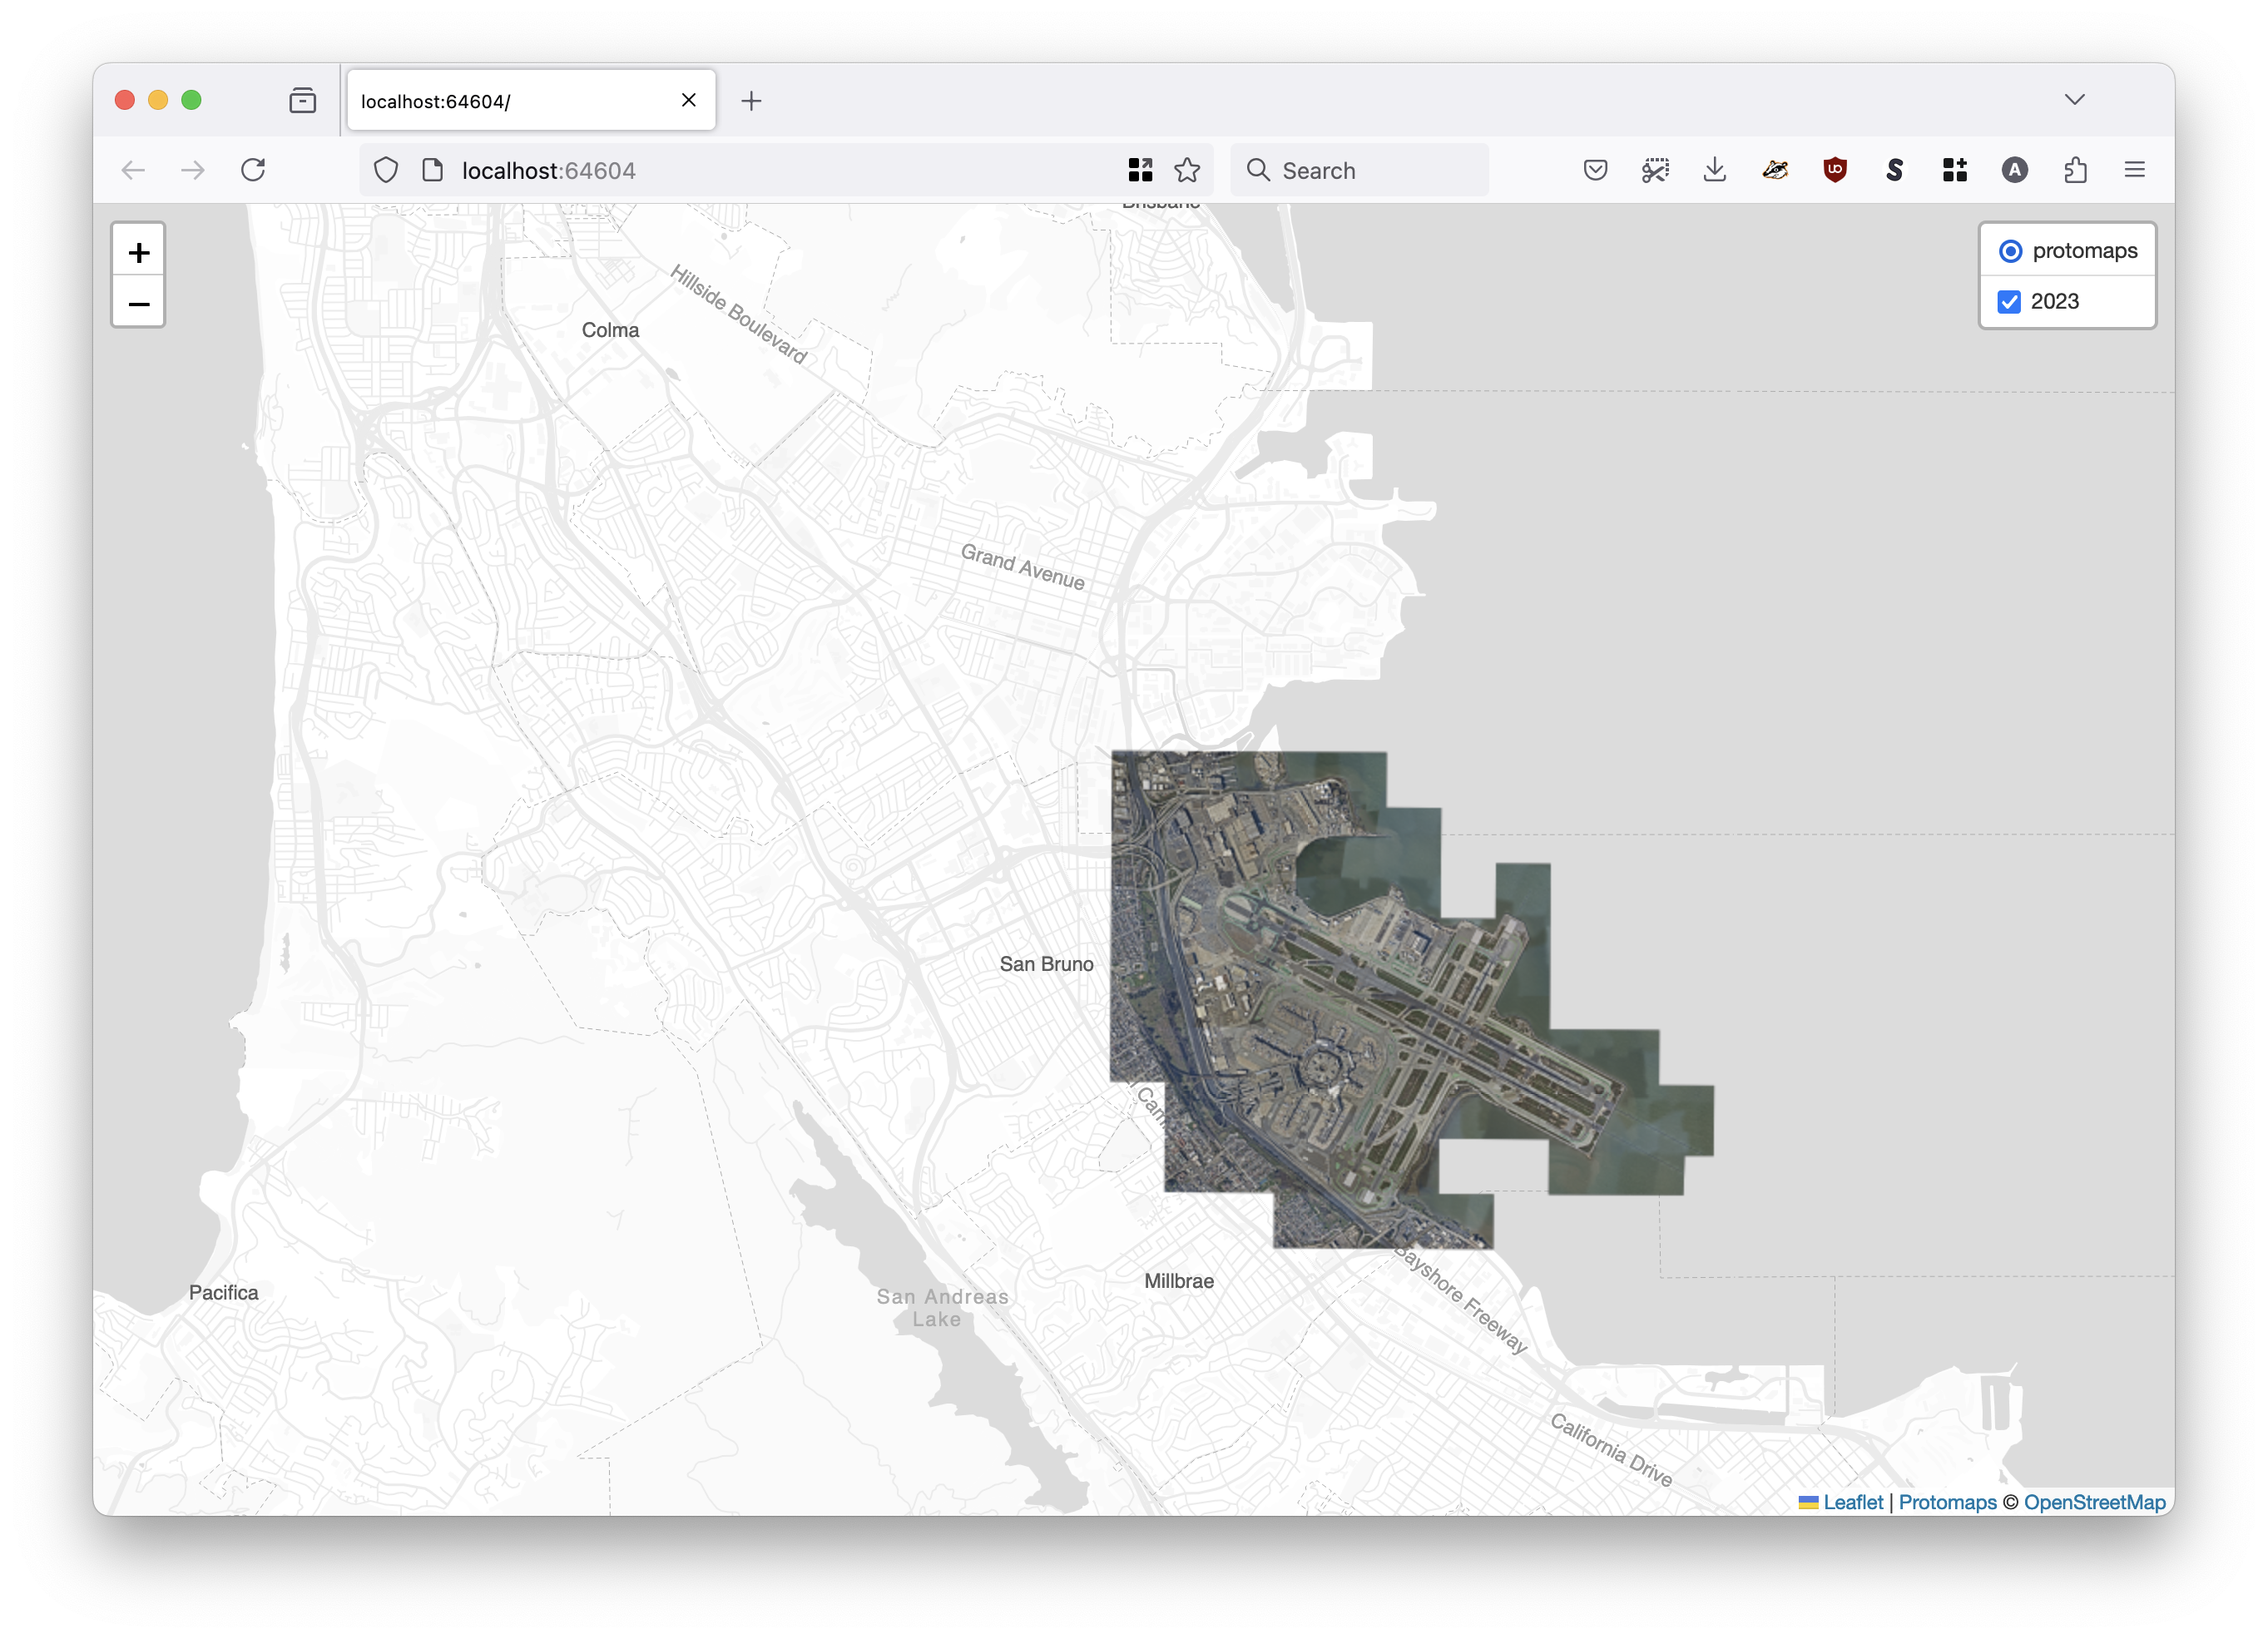 localhost:64604/
localhost:64604
Search
Brisbane
+
−
protomaps
2023
Hillside Boulevard
Colma
Grand Avenue
San Bruno
Cam
Pacifica
San Andreas
Lake
Millbrae
Bayshore Freeway
California Drive
Leaflet | Protomaps © OpenStreetMap